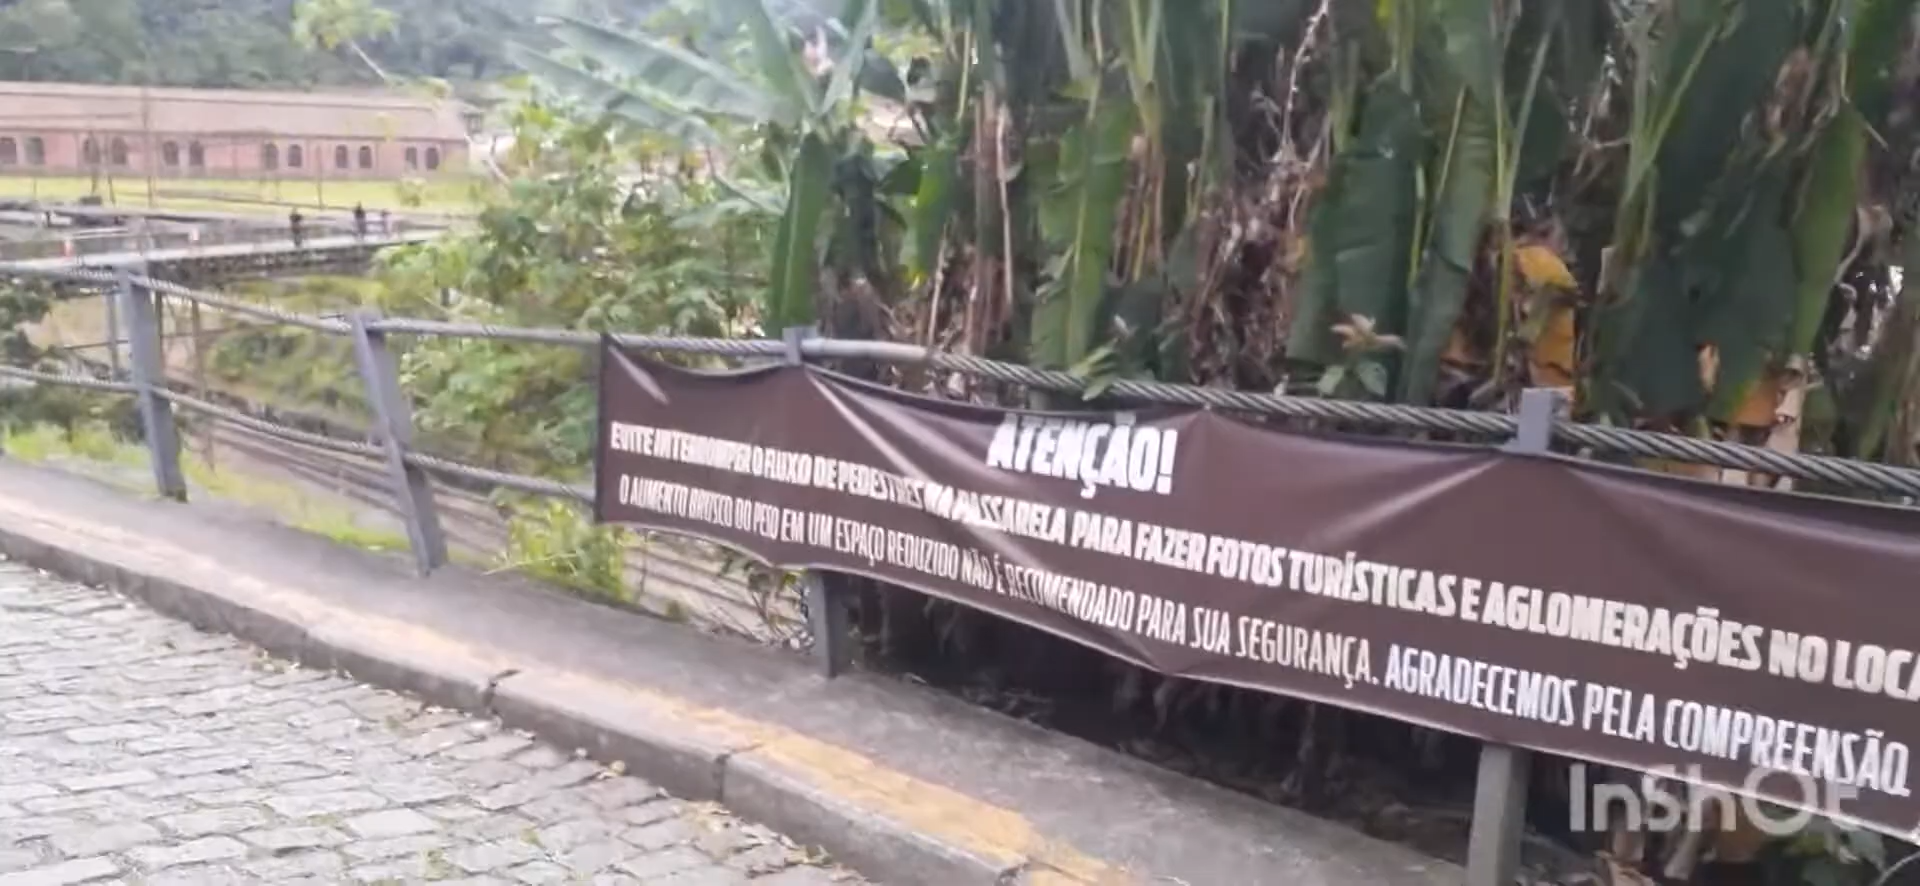 ATENÇÃO!
EVITE INTERROMPER O FLUXO DE PEDESTRES NA PASSARELA PARA FAZER FOTOS TURÍSTICAS E AGLOMERAÇÕES NO LOCA
O AUMENTO BRUSCO DO PESO EM UM ESPAÇO REDUZIDO NÃO É RECOMENDADO PARA SUA SEGURANÇA. AGRADECEMOS PELA COMPREENSÃO
InShOt